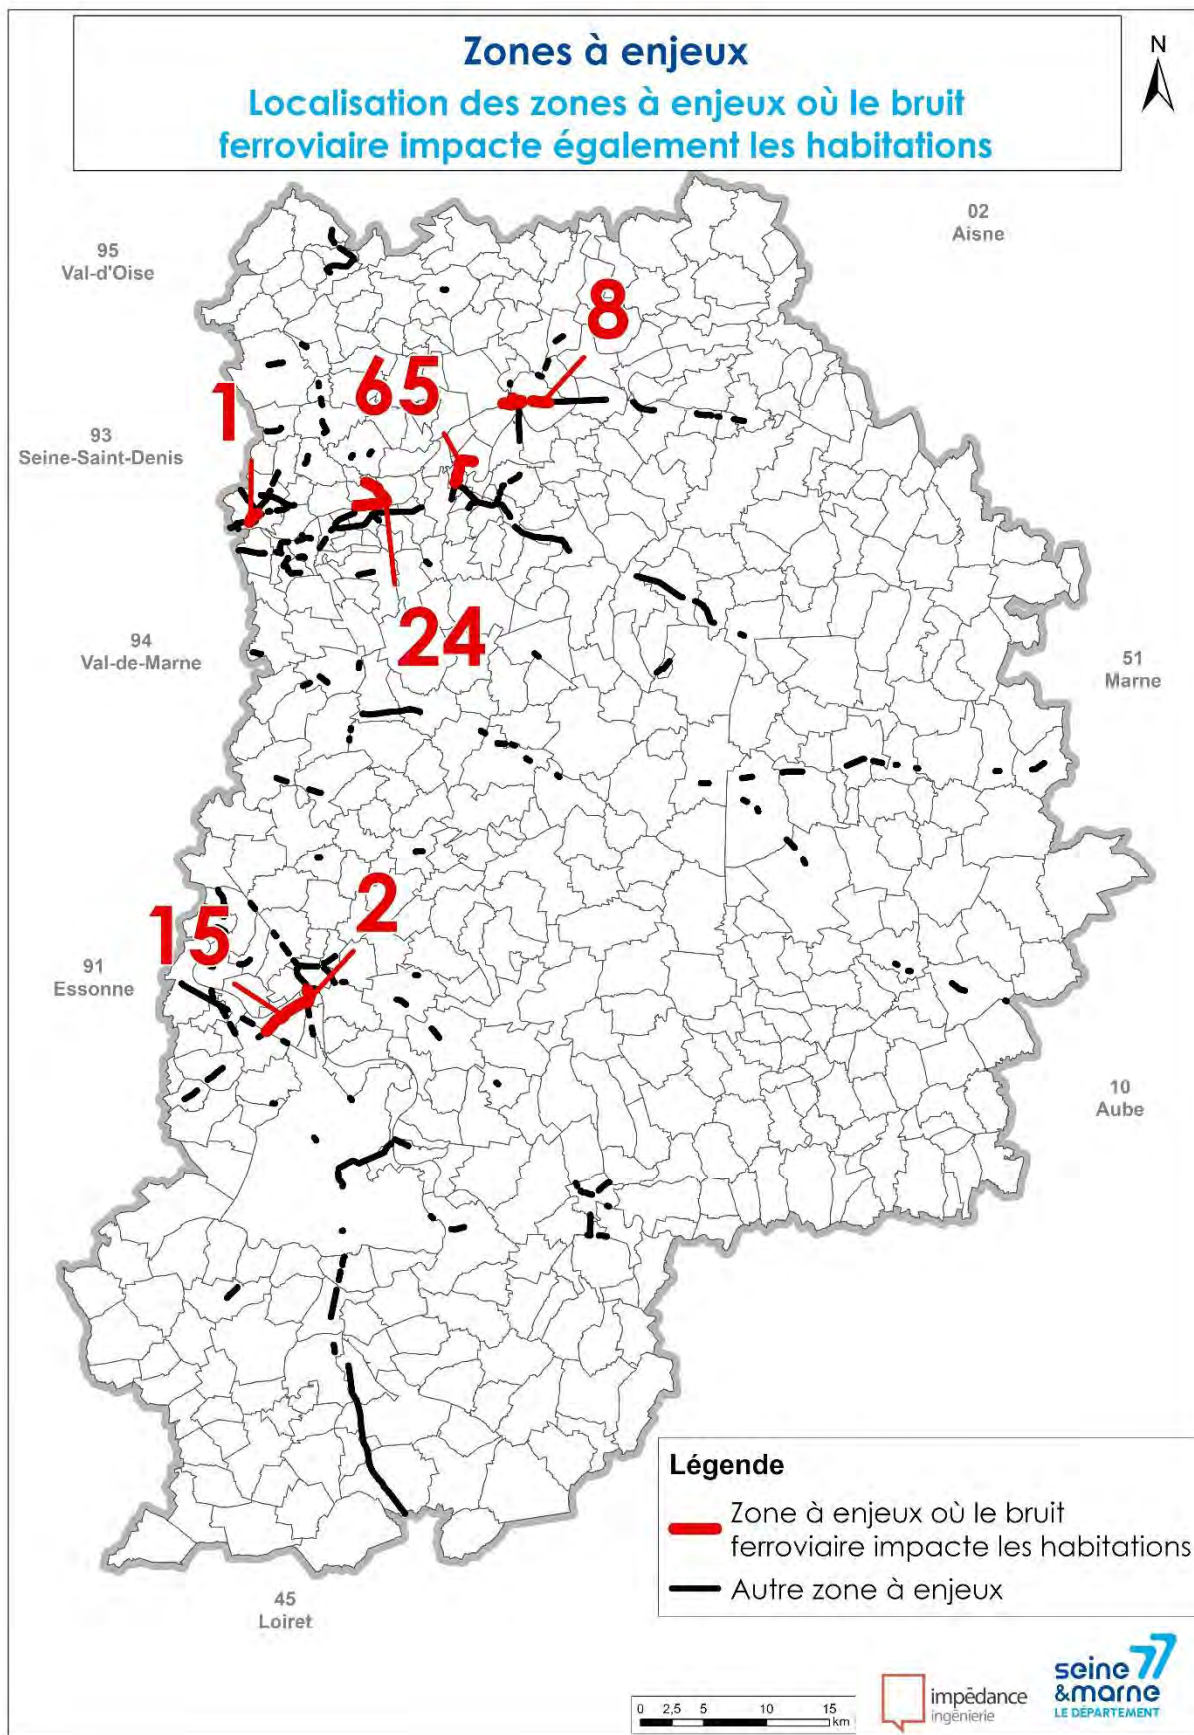 Zones à enjeux
Localisation des zones à enjeux où le bruit
ferroviaire impacte également les habitations
N
02
Aisne
95
Val-d'Oise
8
65
1
93
Seine-Saint-Denis
24
94
Val-de-Marne
51
Marne
2
15
91
Essonne
10
Aube
Légende
Zone à enjeux où le bruit
ferroviaire impacte les habitations
Autre zone à enjeux
45
Loiret
0 2,5 5 10 15
km
impédance
ingénierie
seine 77
&marne
LE DÉPARTEMENT